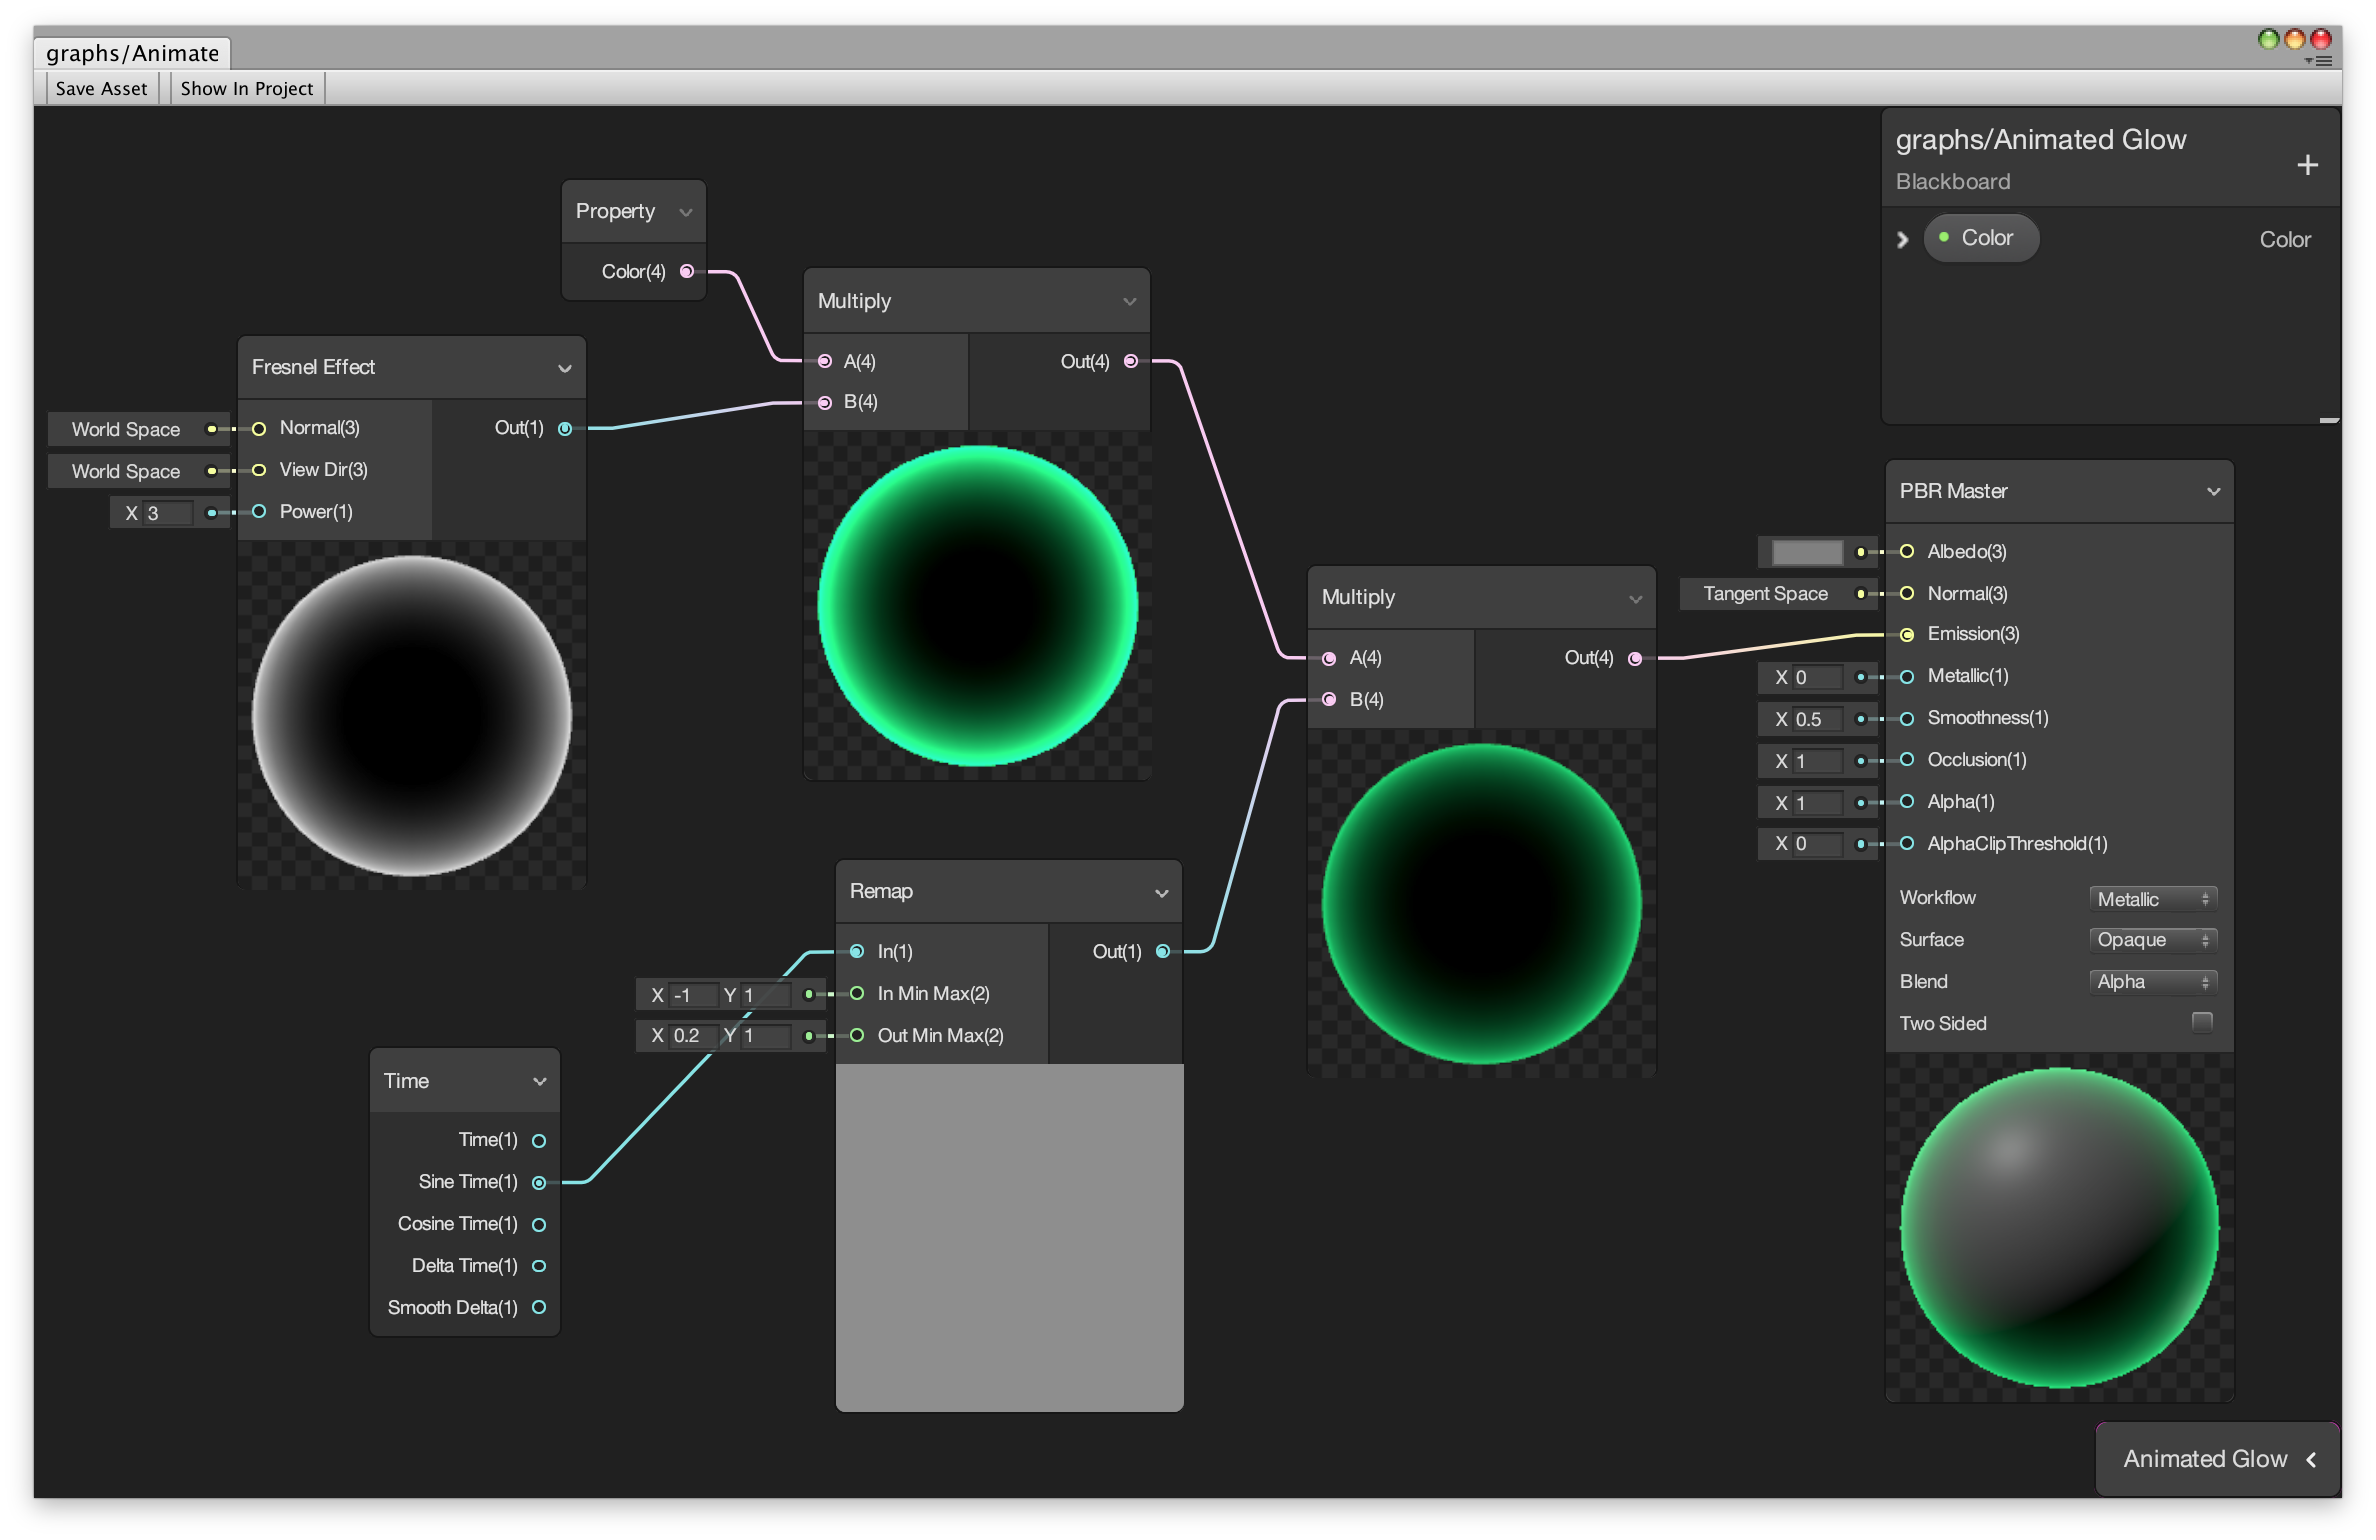 graphs/Animate
Save Asset
Show In Project
graphs/Animated Glow
Blackboard
+
Color
Color
Property
Color(4)
Multiply
A(4)
Out(4)
B(4)
Fresnel Effect
World Space
Normal(3)
Out(1)
World Space
View Dir(3)
X 3
Power(1)
Multiply
A(4)
Out(4)
B(4)
Remap
In(1)
Out(1)
X -1 Y 1
In Min Max(2)
X 0.2 Y 1
Out Min Max(2)
Time
Time(1)
Sine Time(1)
Cosine Time(1)
Delta Time(1)
Smooth Delta(1)
PBR Master
Albedo(3)
Tangent Space
Normal(3)
Emission(3)
X 0
Metallic(1)
X 0.5
Smoothness(1)
X 1
Occlusion(1)
X 1
Alpha(1)
X 0
AlphaClipThreshold(1)
Workflow
Metallic
Surface
Opaque
Blend
Alpha
Two Sided
Animated Glow